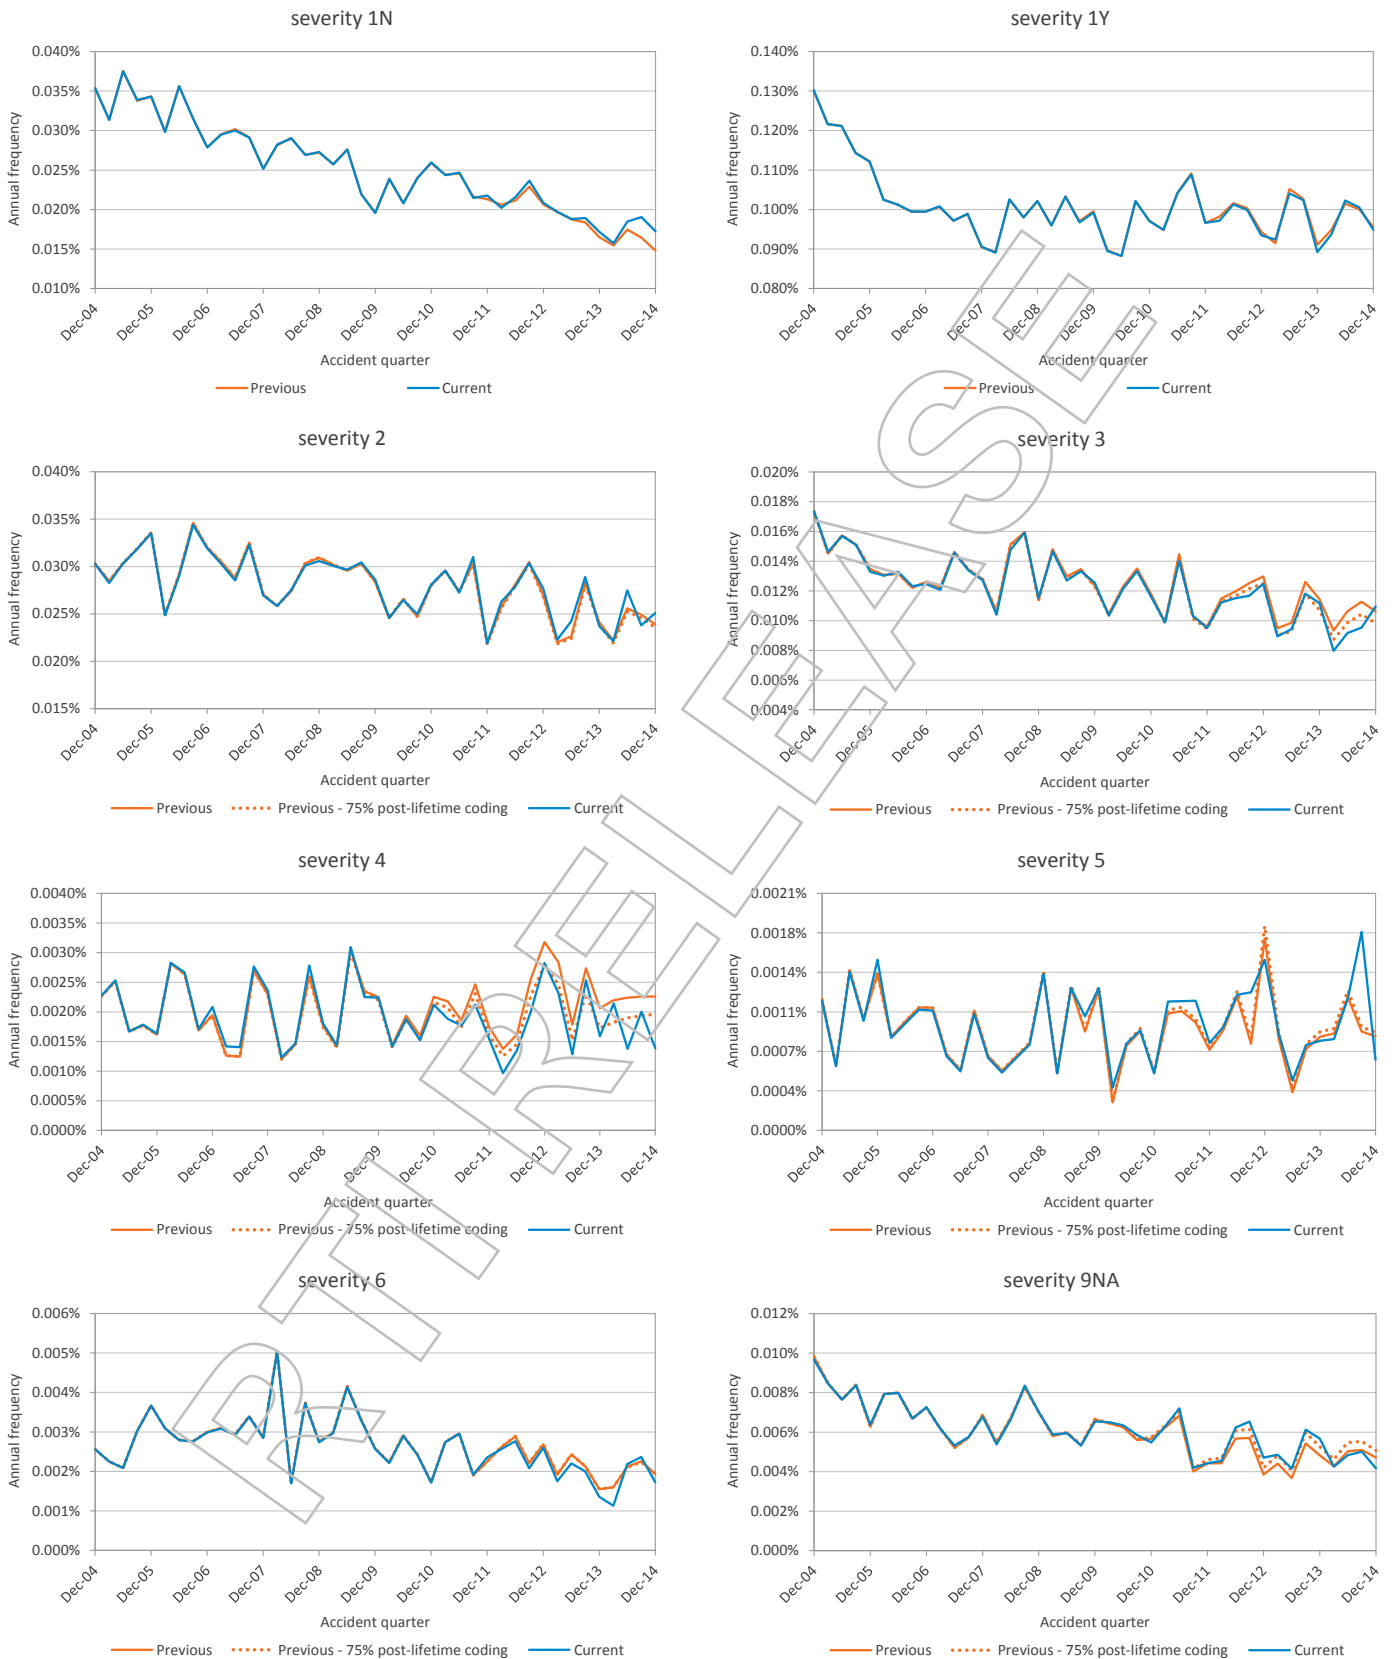 severity 1N
0.040%
0.035%
0.030%
0.025%
0.020%
0.015%
0.010%
Annual frequency
Dec-04 Dec-05 Dec-06 Dec-07 Dec-08 Dec-09 Dec-10 Dec-11 Dec-12 Dec-13 Dec-14
Accident quarter
Previous Current
severity 1Y
0.140%
0.130%
0.120%
0.110%
0.100%
0.090%
0.080%
Annual frequency
Dec-04 Dec-05 Dec-06 Dec-07 Dec-08 Dec-09 Dec-10 Dec-11 Dec-12 Dec-13 Dec-14
Accident quarter
Previous Current
severity 2
0.040%
0.035%
0.030%
0.025%
0.020%
0.015%
Annual frequency
Dec-04 Dec-05 Dec-06 Dec-07 Dec-08 Dec-09 Dec-10 Dec-11 Dec-12 Dec-13 Dec-14
Accident quarter
Previous Previous - 75% post-lifetime coding Current
severity 3
0.020%
0.018%
0.016%
0.014%
0.012%
0.010%
0.008%
0.006%
0.004%
Annual frequency
Dec-04 Dec-05 Dec-06 Dec-07 Dec-08 Dec-09 Dec-10 Dec-11 Dec-12 Dec-13 Dec-14
Accident quarter
Previous Previous - 75% post-lifetime coding Current
severity 4
0.0040%
0.0035%
0.0030%
0.0025%
0.0020%
0.0015%
0.0010%
0.0005%
0.0000%
Annual frequency
Dec-04 Dec-05 Dec-06 Dec-07 Dec-08 Dec-09 Dec-10 Dec-11 Dec-12 Dec-13 Dec-14
Accident quarter
Previous Previous - 75% post-lifetime coding Current
severity 5
0.0021%
0.0018%
0.0014%
0.0011%
0.0007%
0.0004%
0.0000%
Annual frequency
Dec-04 Dec-05 Dec-06 Dec-07 Dec-08 Dec-09 Dec-10 Dec-11 Dec-12 Dec-13 Dec-14
Accident quarter
Previous Previous - 75% post-lifetime coding Current
severity 6
0.006%
0.005%
0.004%
0.003%
0.002%
0.001%
0.000%
Annual frequency
Dec-04 Dec-05 Dec-06 Dec-07 Dec-08 Dec-09 Dec-10 Dec-11 Dec-12 Dec-13 Dec-14
Accident quarter
Previous Previous - 75% post-lifetime coding Current
severity 9NA
0.012%
0.010%
0.008%
0.006%
0.004%
0.002%
0.000%
Annual frequency
Dec-04 Dec-05 Dec-06 Dec-07 Dec-08 Dec-09 Dec-10 Dec-11 Dec-12 Dec-13 Dec-14
Accident quarter
Previous Previous - 75% post-lifetime coding Current
RTI RELEASE